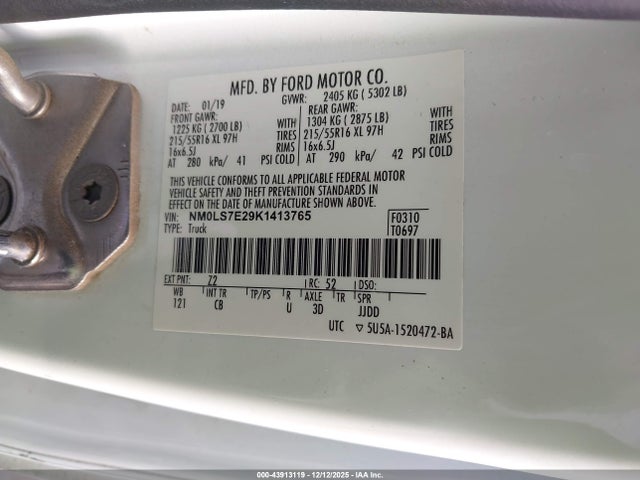 MFD. BY FORD MOTOR CO.
DATE: 01/19 GVWR: 2405 KG ( 5302 LB)
FRONT GAWR: REAR GAWR:
1225 KG ( 2700 LB) WITH 1304 KG ( 2875 LB) WITH
215/55R16 XL 97H TIRES 215/55R16 XL 97H TIRES
16x6.5J RIMS 16x6.5J RIMS
AT 280 kPa/ 41 PSI COLD AT 290 kPa/ 42 PSI COLD
THIS VEHICLE CONFORMS TO ALL APPLICABLE FEDERAL MOTOR
VEHICLE SAFETY AND THEFT PREVENTION STANDARDS IN
EFFECT ON THE DATE OF MANUFACTURE SHOWN ABOVE.
VIN: NM0LS7E29K1413765 F0310
TYPE: Truck T0697
EXT PNT: Z2 RC: 52 DSO:
WB INT TR TP/PS R AXLE TR SPR
121 CB U 3D JJDD
UTC ▽ 5U5A-1520472-BA
000-43913119 - 12/12/2025 - IAA Inc.